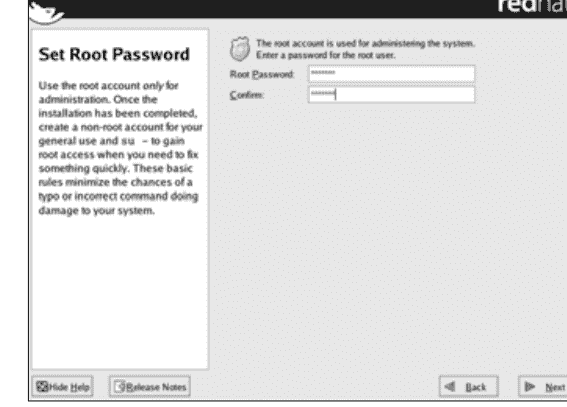 redhat
Set Root Password
Use the root account only for
administration. Once the
installation has been completed,
create a non-root account for your
general use and su - to gain
root access when you need to fix
something quickly. These basic
rules minimize the chances of a
typo or incorrect command doing
damage to your system.
The root account is used for administering the system.
Enter a password for the root user.
Root Password: *******
Confirm: *******
Hide Help
Release Notes
Back
Next